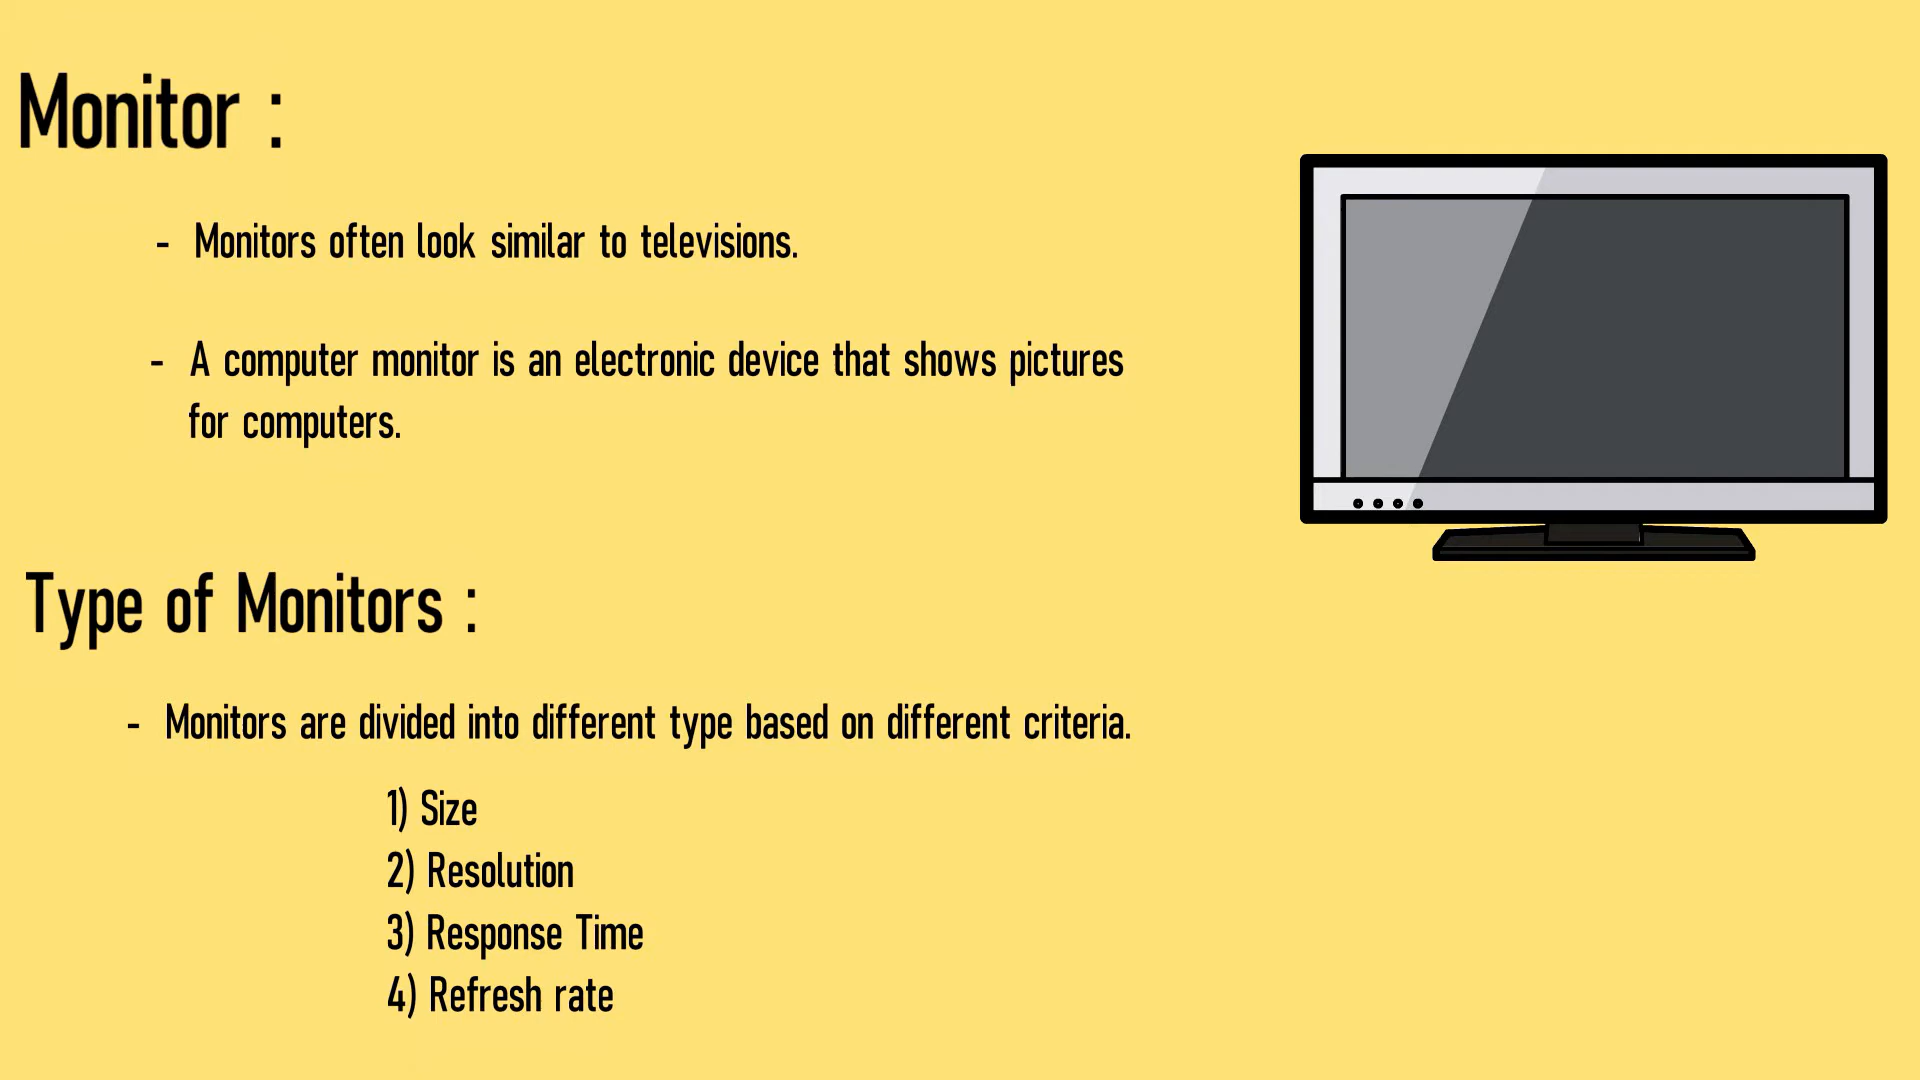 Monitor :
- Monitors often look similar to televisions.
- A computer monitor is an electronic device that shows pictures
for computers.
Type of Monitors :
- Monitors are divided into different type based on different criteria.
1) Size
2) Resolution
3) Response Time
4) Refresh rate